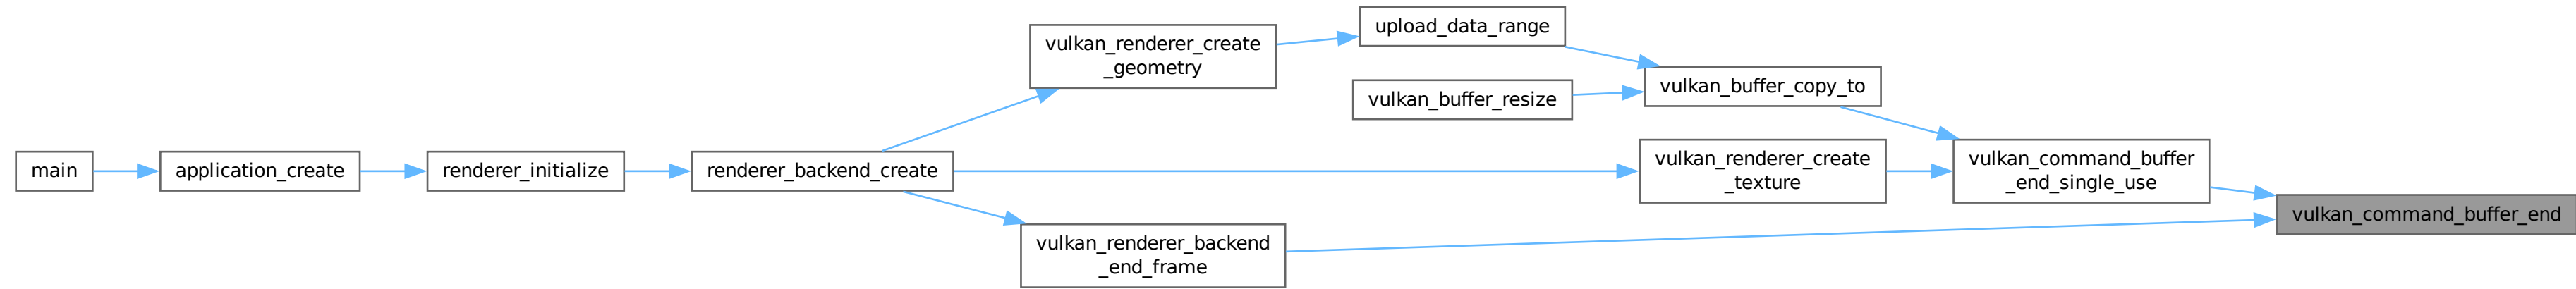 main
application_create
renderer_initialize
renderer_backend_create
vulkan_renderer_create
_geometry
vulkan_renderer_backend
_end_frame
upload_data_range
vulkan_buffer_resize
vulkan_buffer_copy_to
vulkan_renderer_create
_texture
vulkan_command_buffer
_end_single_use
vulkan_command_buffer_end